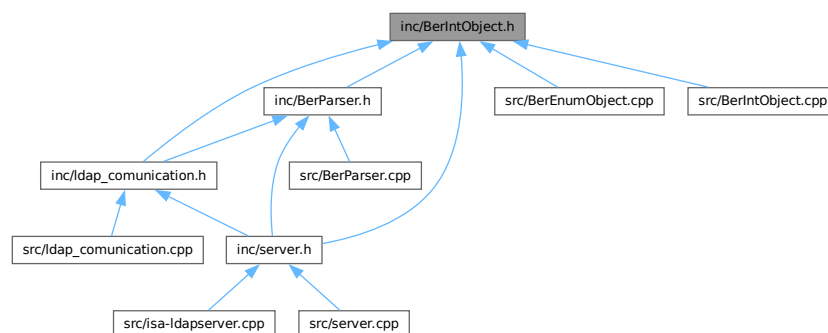 inc/BerIntObject.h
inc/BerParser.h
src/BerEnumObject.cpp
src/BerIntObject.cpp
inc/ldap_comunication.h
src/BerParser.cpp
src/ldap_comunication.cpp
inc/server.h
src/isa-ldapserver.cpp
src/server.cpp